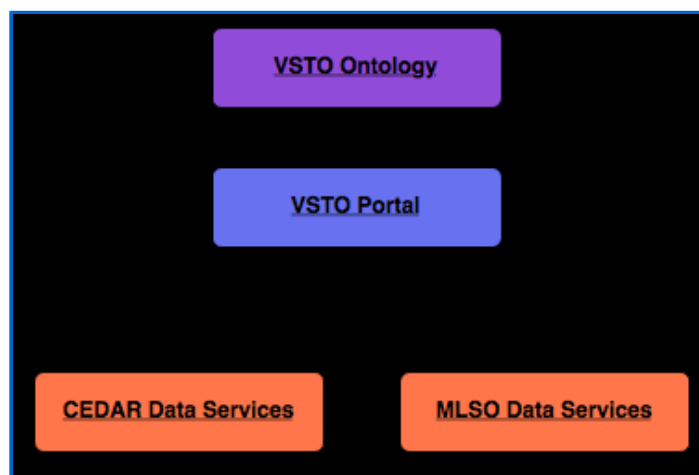 VSTO Ontology
VSTO Portal
CEDAR Data Services
MLSO Data Services